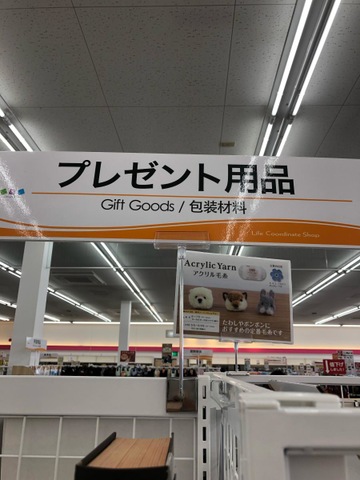 プレゼント用品
Gift Goods / 包装材料
Life Coordinate Shop
Acrylic Yarn
アクリル毛糸
たわしやポンポンに
おすすめの定番毛糸です